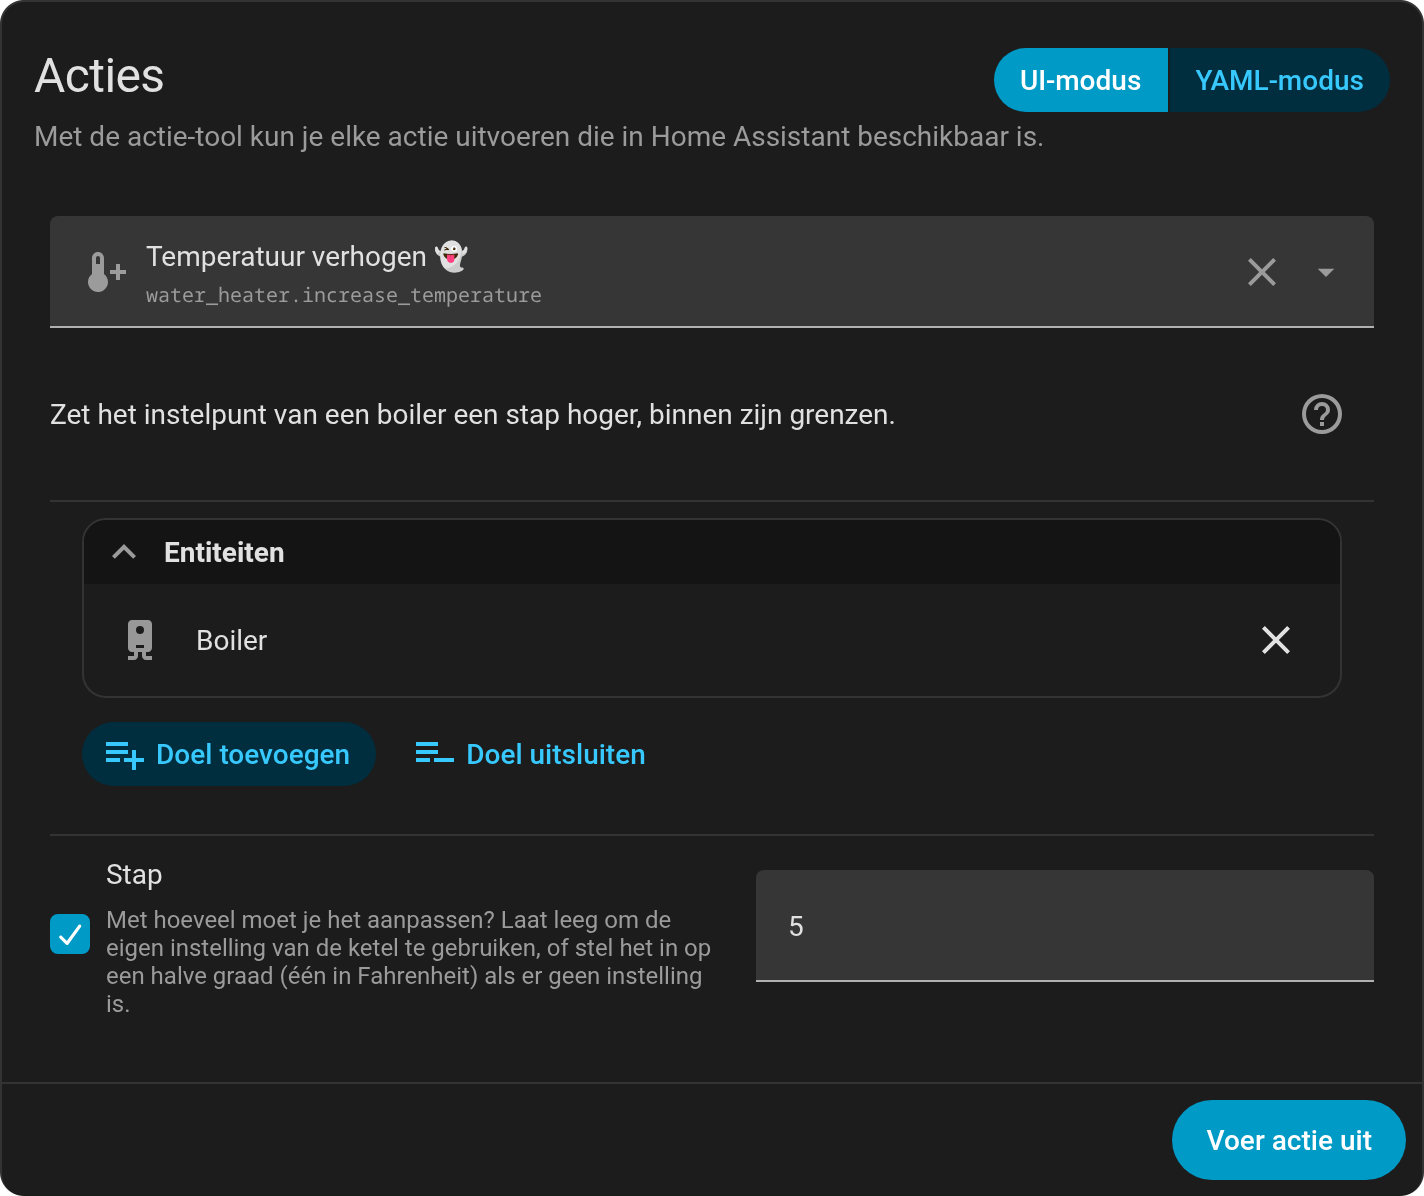 Acties
UI-modus
YAML-modus
Met de actie-tool kun je elke actie uitvoeren die in Home Assistant beschikbaar is.
Temperatuur verhogen 👻
water_heater.increase_temperature
Zet het instelpunt van een boiler een stap hoger, binnen zijn grenzen.
Entiteiten
Boiler
Doel toevoegen
Doel uitsluiten
Stap
Met hoeveel moet je het aanpassen? Laat leeg om de
eigen instelling van de ketel te gebruiken, of stel het in op
een halve graad (één in Fahrenheit) als er geen instelling
is.
5
Voer actie uit